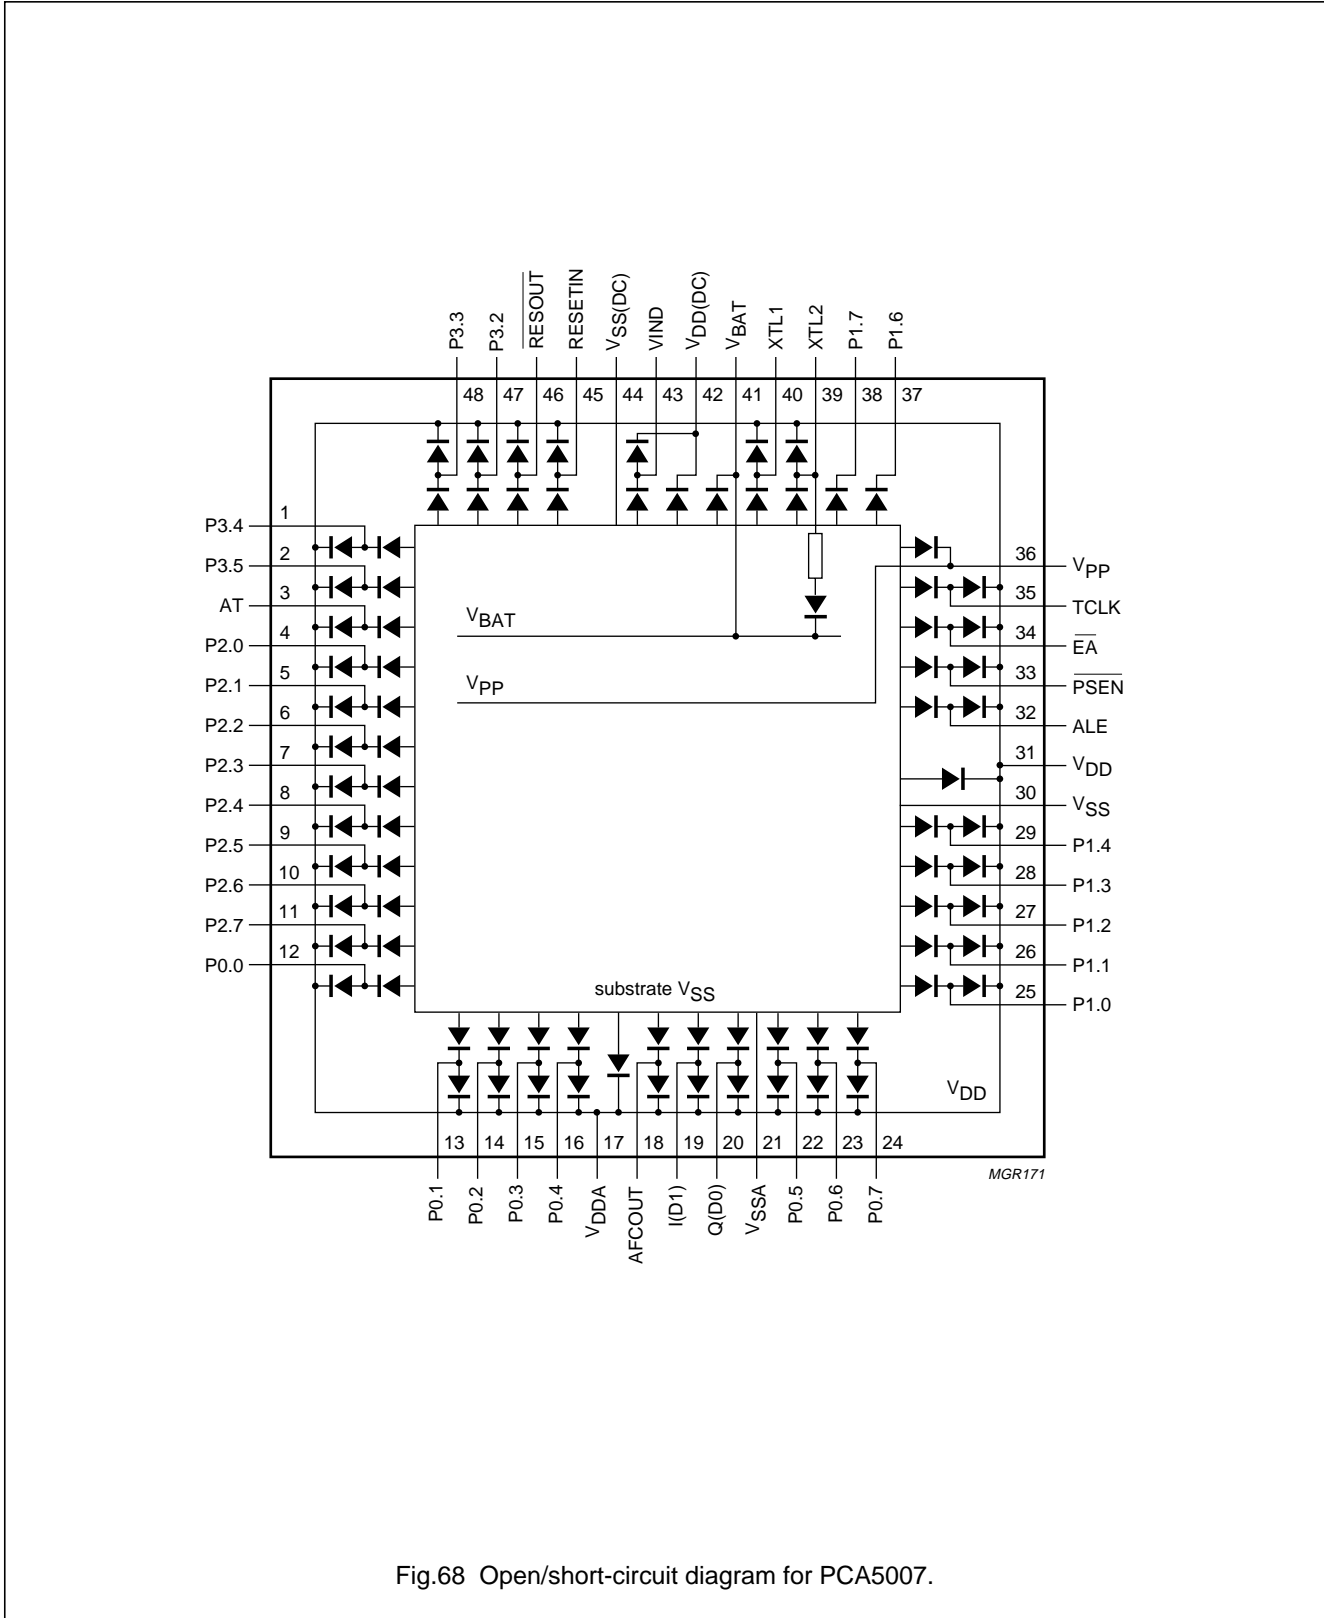 P3.3
P3.2
RESOUT
RESETIN
VSS(DC)
VIND
VDD(DC)
VBAT
XTL1
XTL2
P1.7
P1.6
48
47
46
45
44
43
42
41
40
39
38
37
P3.4
1
P3.5
2
AT
3
P2.0
4
P2.1
5
P2.2
6
P2.3
7
P2.4
8
P2.5
9
P2.6
10
P2.7
11
P0.0
12
VBAT
VPP
substrate VSS
VDD
36
VPP
35
TCLK
34
EA
33
PSEN
32
ALE
31
VDD
30
VSS
29
P1.4
28
P1.3
27
P1.2
26
P1.1
25
P1.0
13
14
15
16
17
18
19
20
21
22
23
24
P0.1
P0.2
P0.3
P0.4
VDDA
AFCOUT
I(D1)
Q(D0)
VSSA
P0.5
P0.6
P0.7
MGR171
Fig.68 Open/short-circuit diagram for PCA5007.